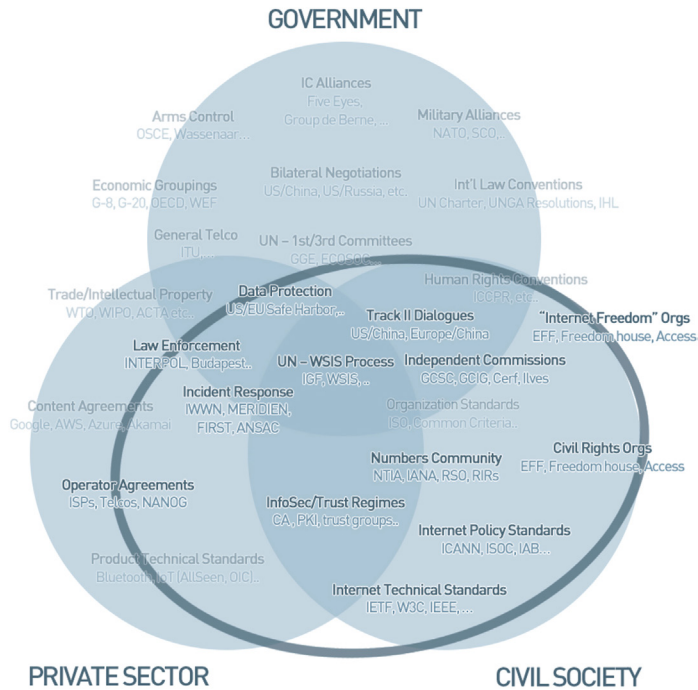 GOVERNMENT
IC Alliances
Five Eyes,
Group de Berne,...
Arms Control
OSCE, Wassenaar...
Military Alliances
NATO, SCO,..
Economic Groupings
G-8, G-20, OECD, WEF
Bilateral Negotiations
US/China, US/Russia, etc.
Int'l Law Conventions
UN Charter, UNGA Resolutions, IHL
General Telco
ITU,...
UN – 1st/3rd Committees
GGE, ECOSOC...
Human Rights Conventions
ICCPR, etc..
Trade/Intellectual Property
WTO, WIPO, ACTA etc..
Data Protection
US/EU Safe Harbor,..
Track II Dialogues
US/China, Europe/China
“Internet Freedom” Orgs
EFF, Freedom house, Access
Law Enforcement
INTERPOL, Budapest..
UN – WSIS Process
IGF, WSIS,..
Independent Commissions
GCSC, GCIG, Cerf, Ilves
Incident Response
IWWN, MERIDIEN,
FIRST, ANSAC
Content Agreements
Google, AWS, Azure, Akamai
Organization Standards
ISO, Common Criteria..
Numbers Community
NTIA, IANA, RSO, RIRs
Civil Rights Orgs
EFF, Freedom house, Access
Operator Agreements
ISPs, Telcos, NANOG
InfoSec/Trust Regimes
CA, PKI, trust groups..
Internet Policy Standards
ICANN, ISOC, IAB...
Product Technical Standards
Bluetooth, IoT (AllSeen, OIC)..
Internet Technical Standards
IETF, W3C, IEEE, ...
PRIVATE SECTOR
CIVIL SOCIETY